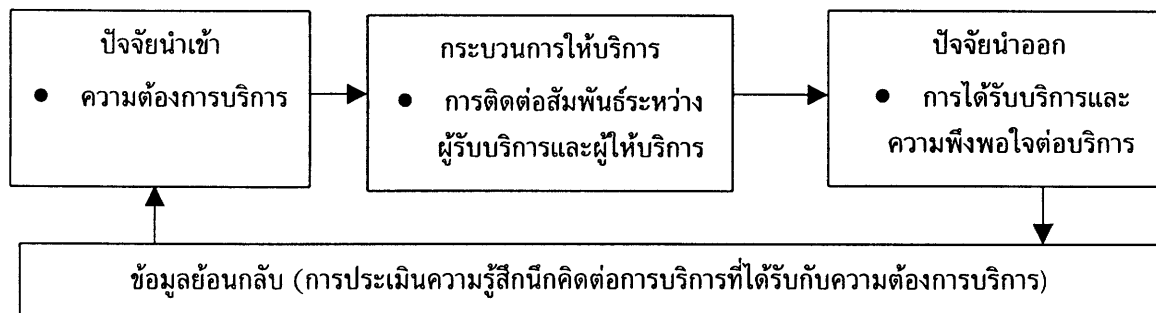 ปัจจัยนำเข้า
● ความต้องการบริการ
กระบวนการให้บริการ
● การติดต่อสัมพันธ์ระหว่าง
ผู้รับบริการและผู้ให้บริการ
ปัจจัยนำออก
● การได้รับบริการและ
ความพึงพอใจต่อบริการ
ข้อมูลย้อนกลับ (การประเมินความรู้สึกนึกคิดต่อการบริการที่ได้รับกับความต้องการบริการ)